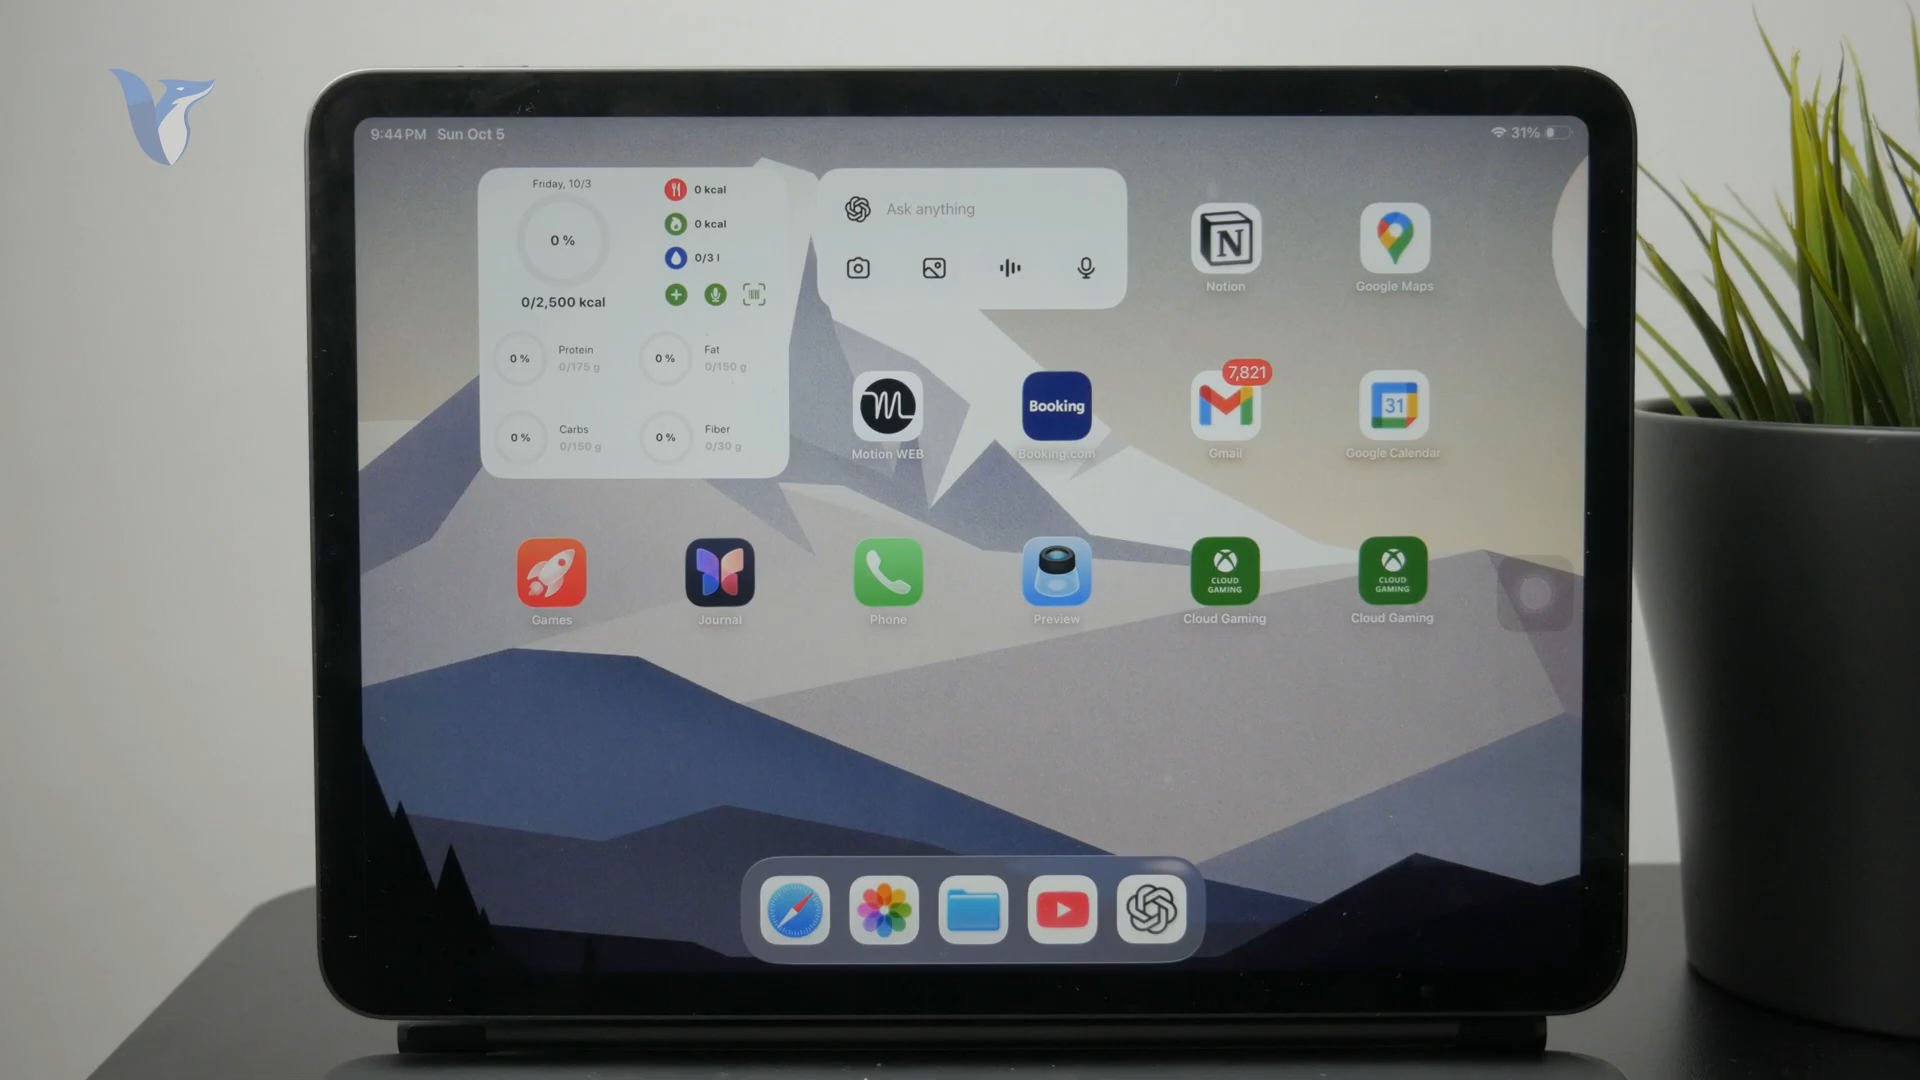 9:44 PM Sun Oct 5
31%
Friday, 10/3
0 %
0/2,500 kcal
0 kcal
0 kcal
0/3 l
0 %
Protein
0/175 g
0 %
Fat
0/150 g
0 %
Carbs
0/150 g
0 %
Fiber
0/30 g
Ask anything
N
Notion
Google Maps
Motion WEB
Booking
Booking.com
7,821
Gmail
31
Google Calendar
Games
Journal
Phone
Preview
CLOUD
GAMING
Cloud Gaming
CLOUD
GAMING
Cloud Gaming